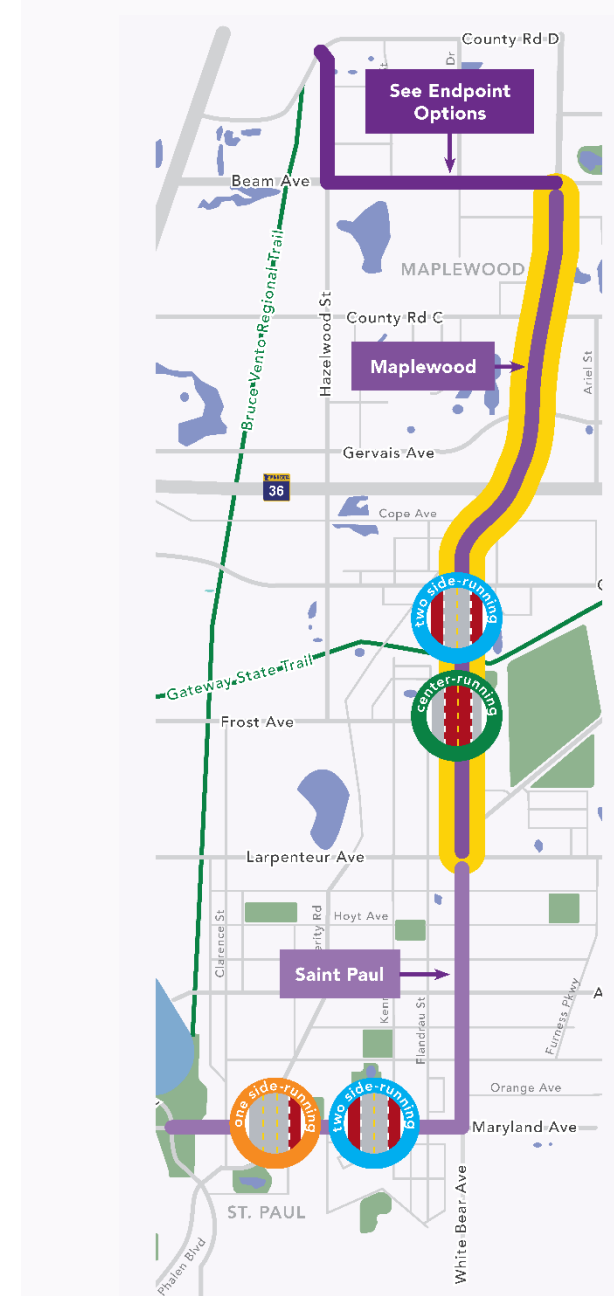 County Rd D
Dr
See Endpoint
Options
Beam Ave
MAPLEWOOD
Bruce Vento Regional Trail
Hazelwood St
County Rd C
Maplewood
Ariel St
Gervais Ave
36
Cope Ave
two side-running
Gateway State Trail
center-running
Frost Ave
Larpenteur Ave
Clarence St
Hoyt Ave
Saint Paul
Flandrau St
Furness Pkwy
Orange Ave
one side-running
two side-running
Maryland Ave
ST. PAUL
White Bear Ave
Phalen Blvd